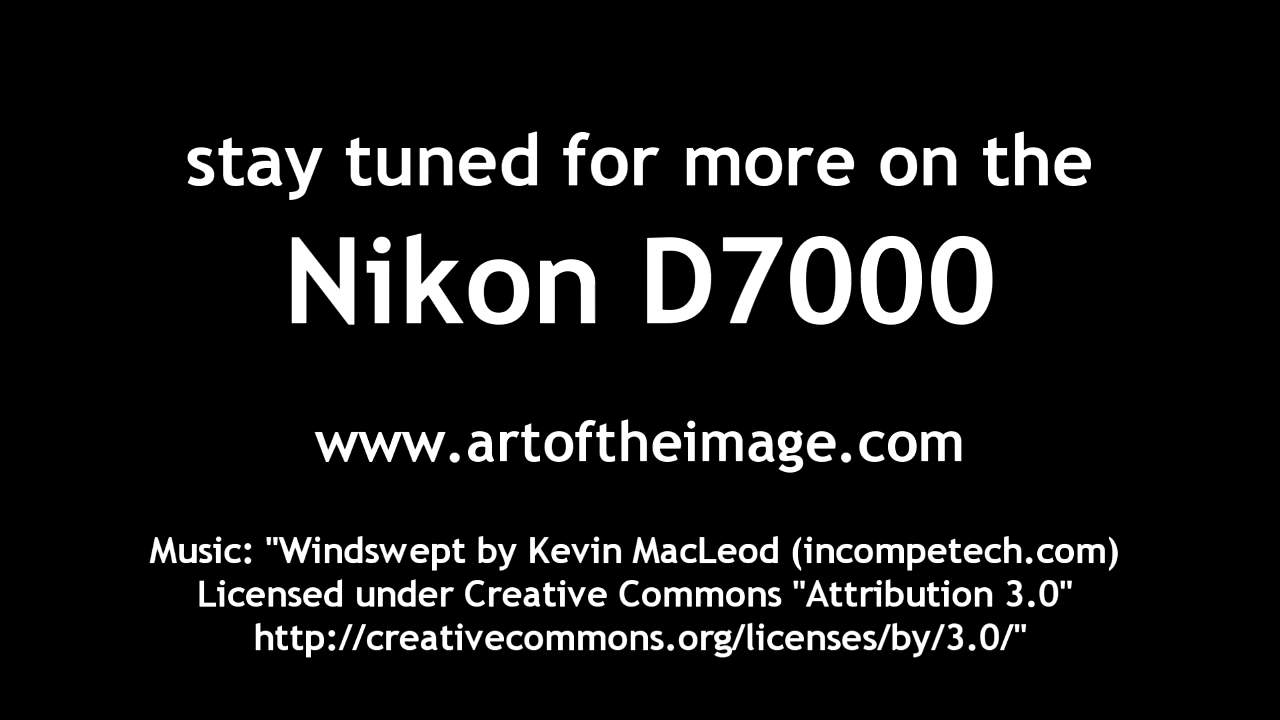 stay tuned for more on the
Nikon D7000
www.artoftheimage.com
Music: "Windswept by Kevin MacLeod (incompetech.com)
Licensed under Creative Commons "Attribution 3.0"
http://creativecommons.org/licenses/by/3.0/"